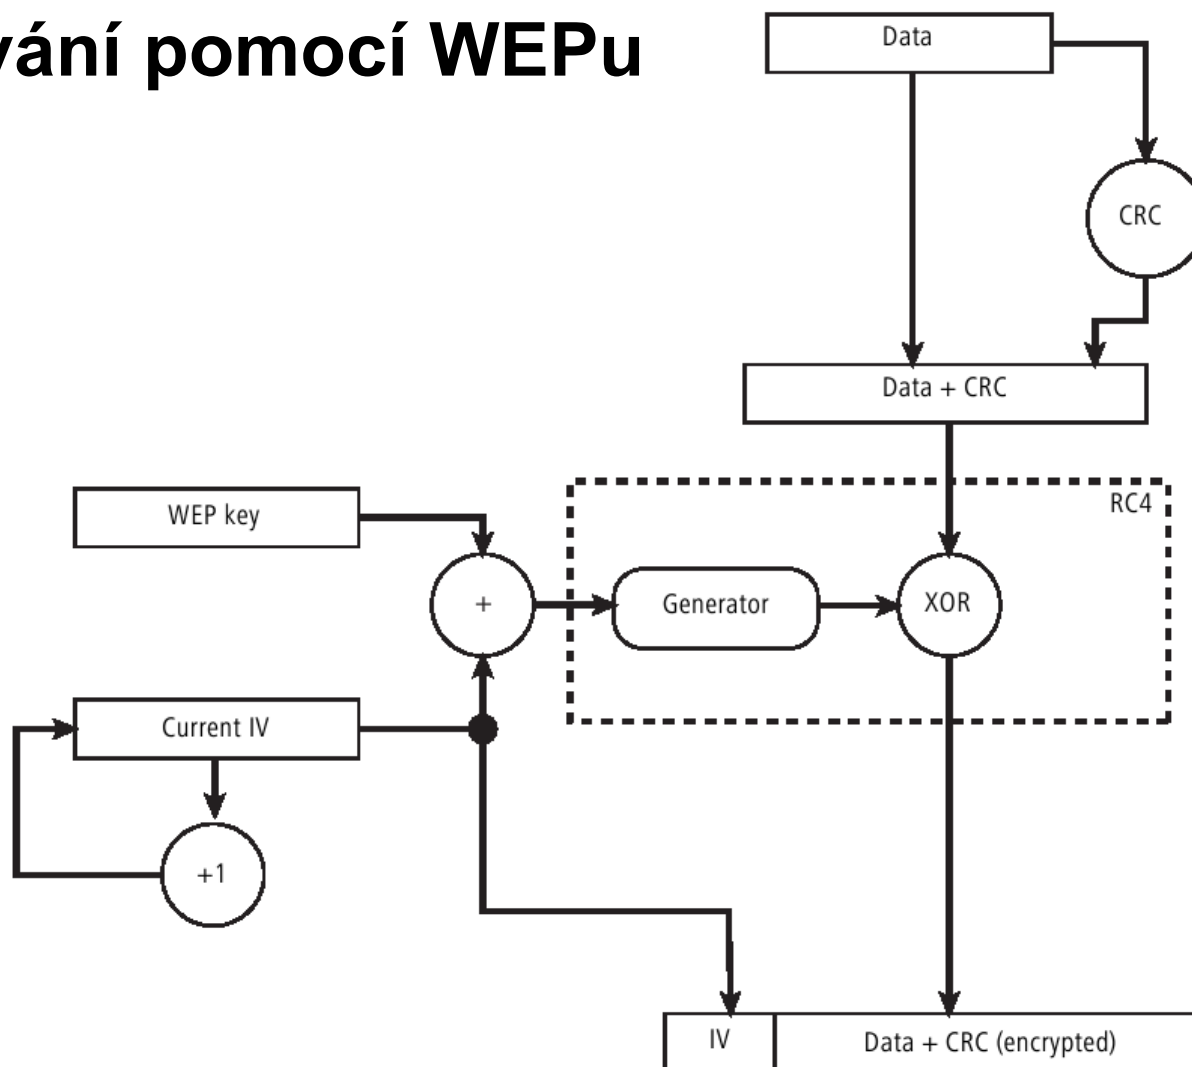 vání pomocí WEPu
Data
CRC
Data + CRC
WEP key
RC4
+
Generator
XOR
Current IV
+1
IV
Data + CRC (encrypted)